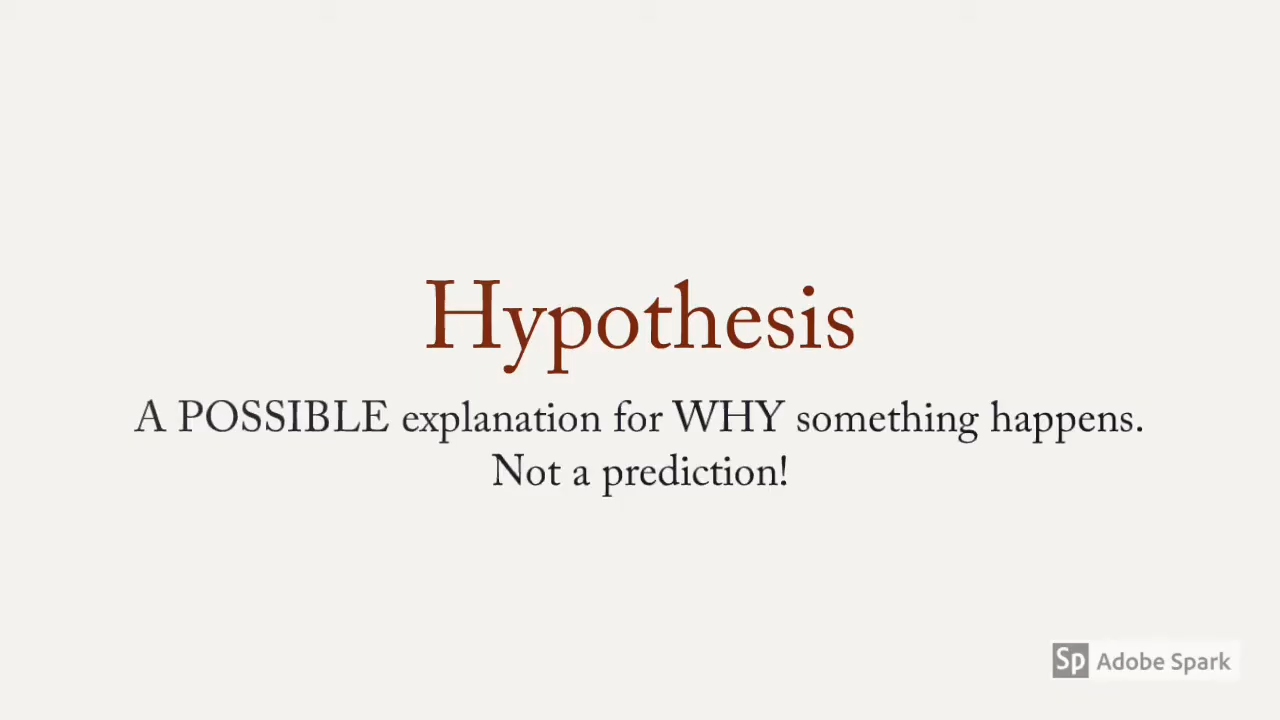 Hypothesis
A POSSIBLE explanation for WHY something happens.
Not a prediction!
Sp Adobe Spark